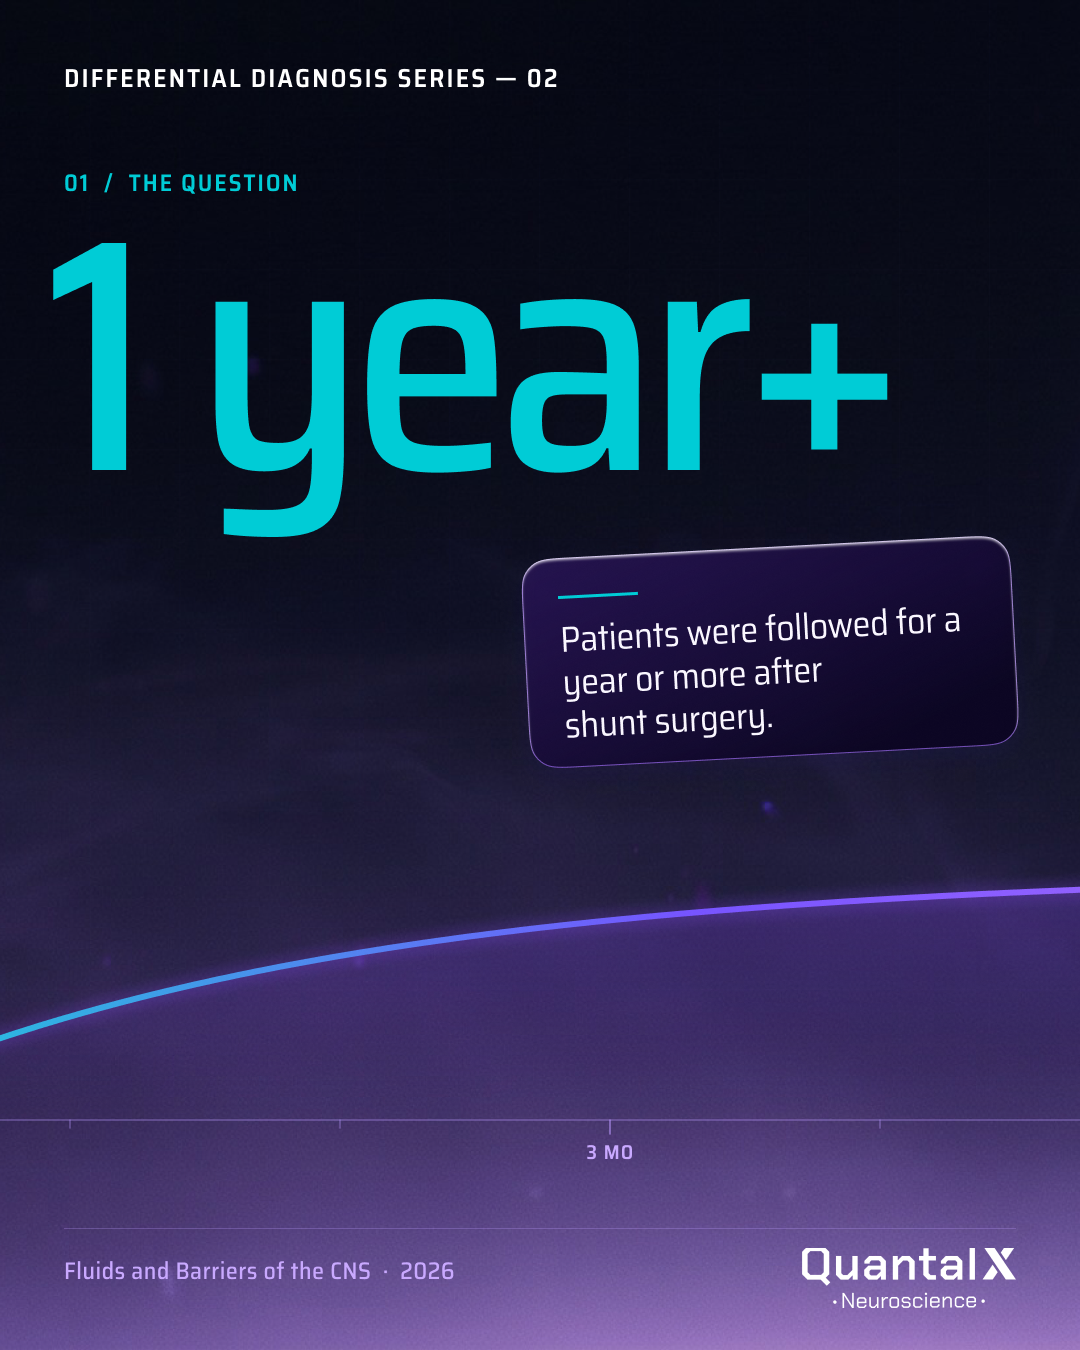 DIFFERENTIAL DIAGNOSIS SERIES — 02
01 / THE QUESTION
1 year+
Patients were followed for a
year or more after
shunt surgery.
3 MO
Fluids and Barriers of the CNS · 2026
QuantalX
·Neuroscience·